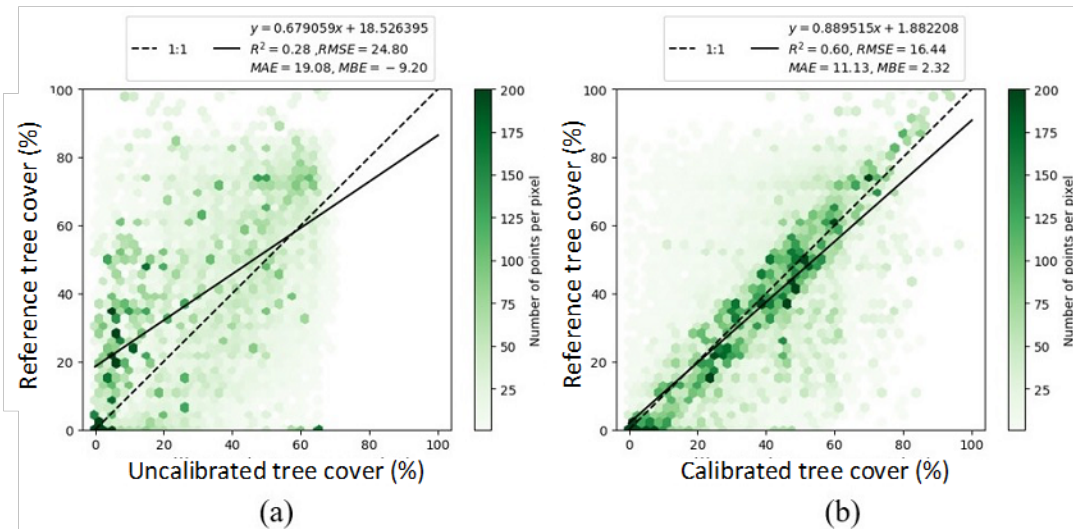 y = 0.679059x + 18.526395
1:1
R² = 0.28 ,RMSE = 24.80
MAE = 19.08, MBE = − 9.20
y = 0.889515x + 1.882208
1:1
R² = 0.60, RMSE = 16.44
MAE = 11.13, MBE = 2.32
Reference tree cover (%)
100
80
60
40
20
0
0 20 40 60 80 100
Uncalibrated tree cover (%)
200
175
150
125
100
75
50
25
Number of points per pixel
(a)
Reference tree cover (%)
100
80
60
40
20
0
0 20 40 60 80 100
Calibrated tree cover (%)
200
175
150
125
100
75
50
25
Number of points per pixel
(b)